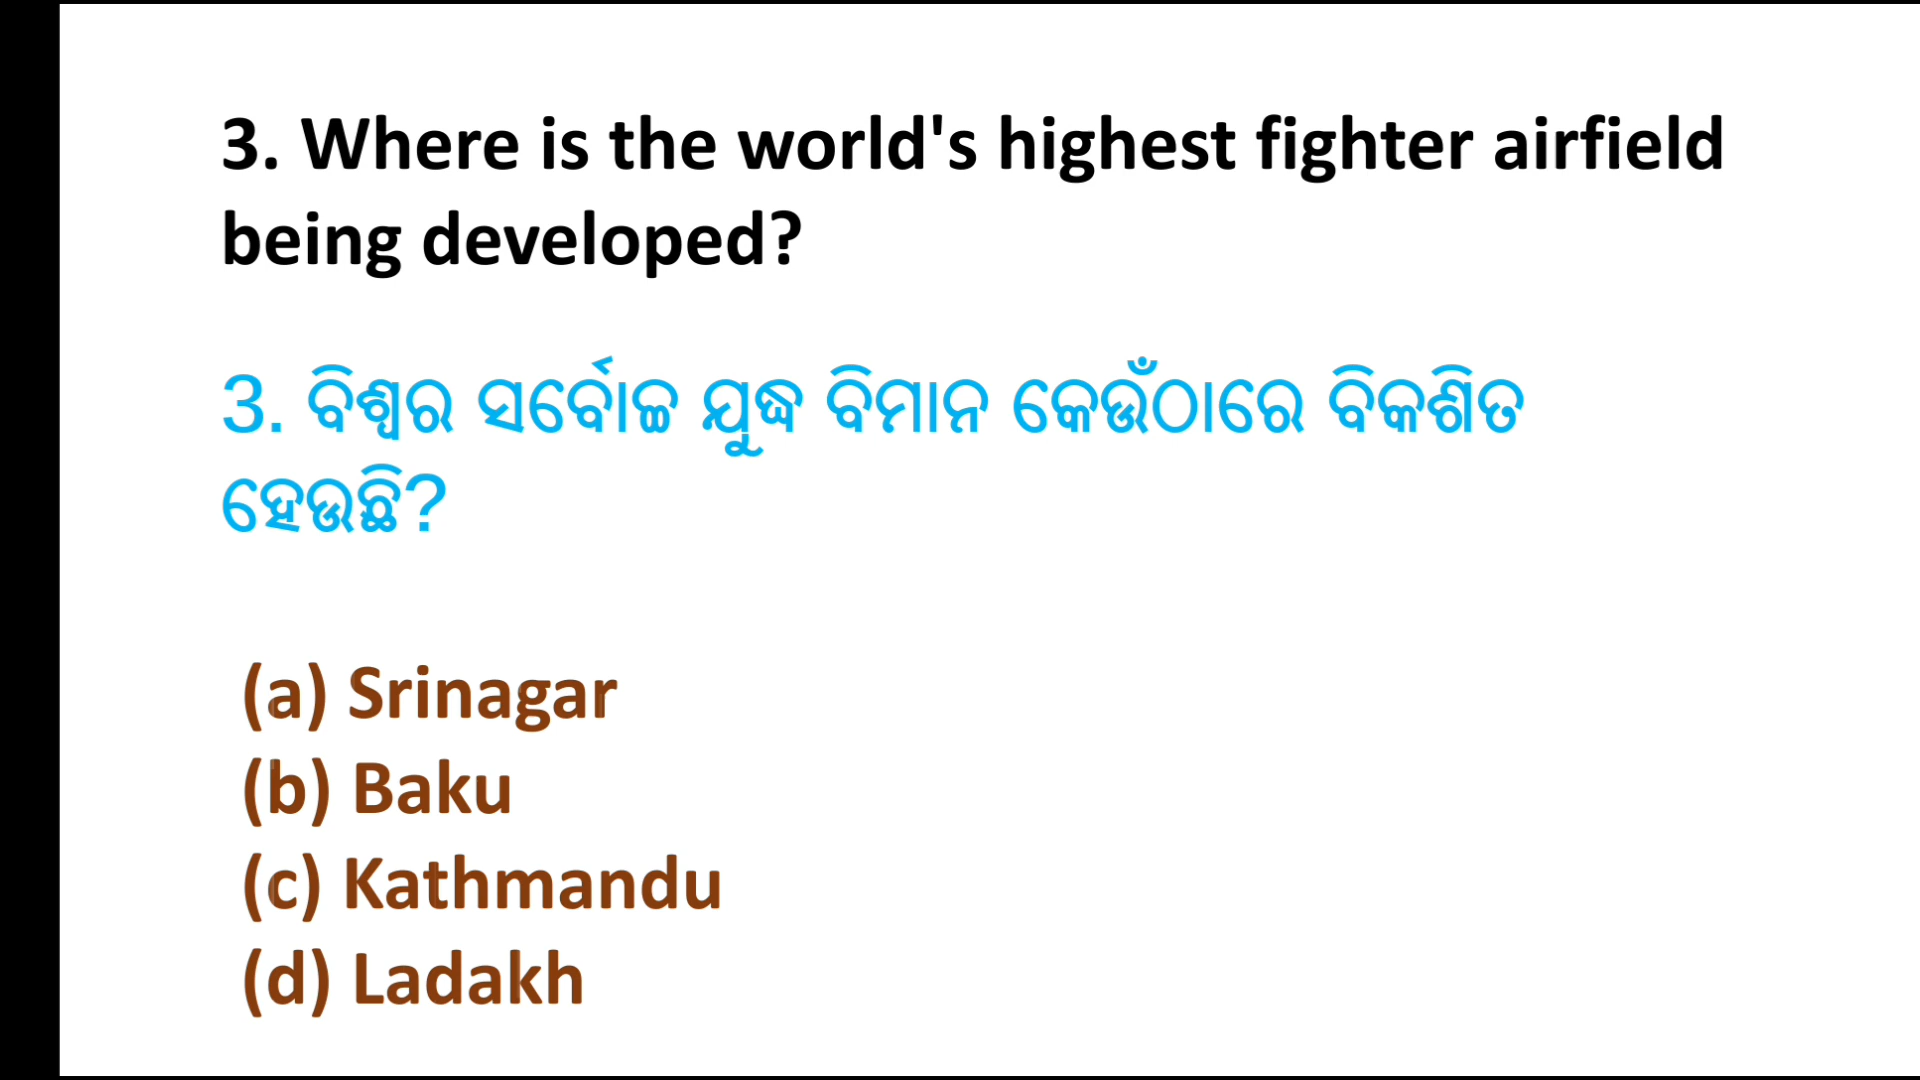 3. Where is the world's highest fighter airfield
being developed?
3. ବିଶ୍ୱର ସର୍ବୋଚ୍ଚ ଯୁଦ୍ଧ ବିମାନ କେଉଁଠାରେ ବିକଶିତ
ହେଉଛି?
(a) Srinagar
(b) Baku
(c) Kathmandu
(d) Ladakh